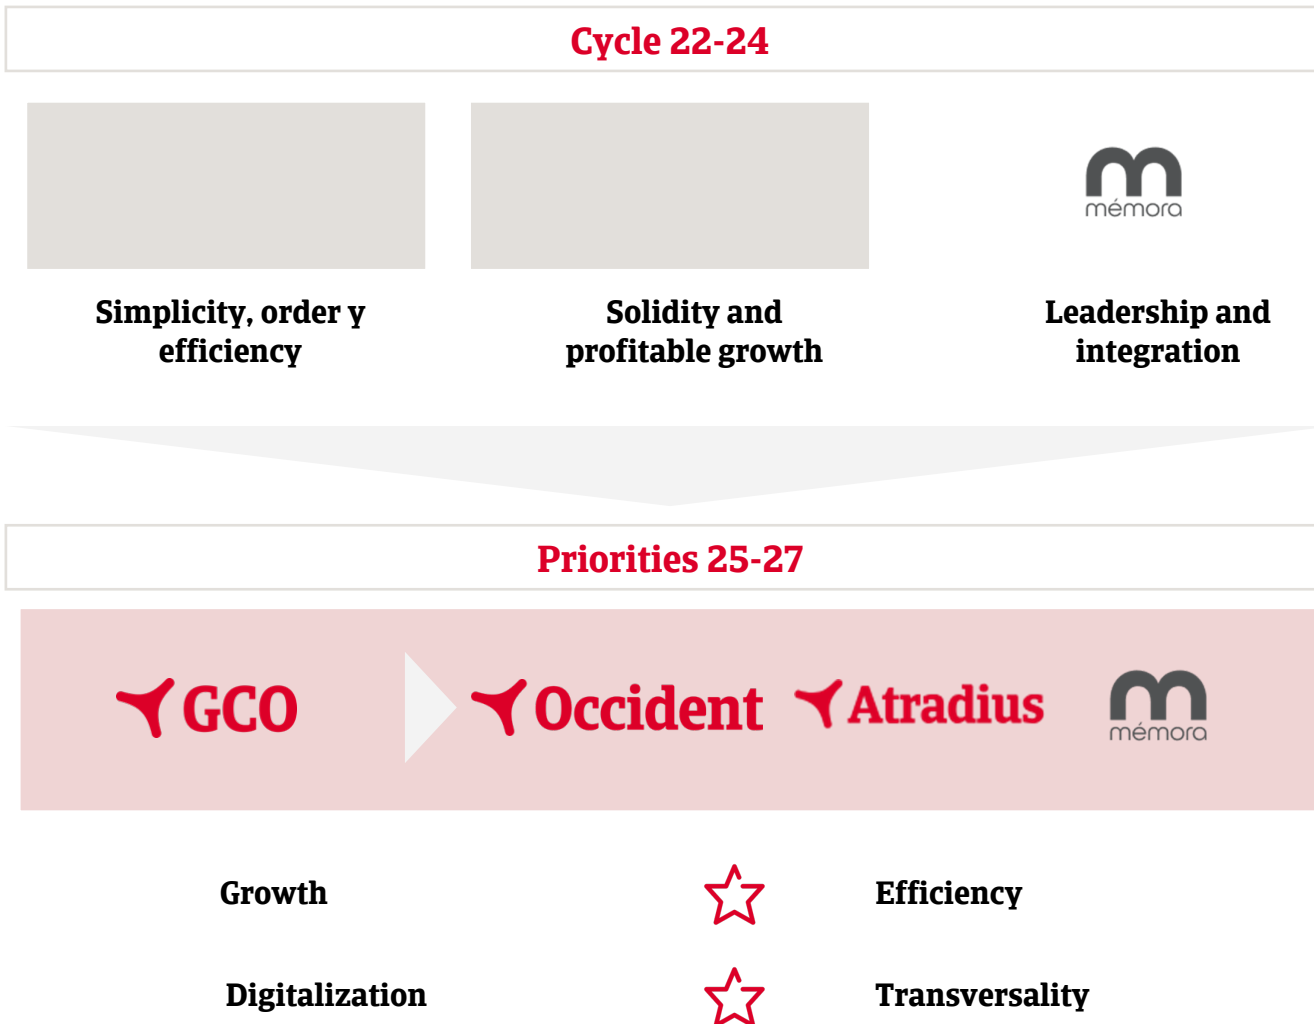 Cycle 22-24
mémora
Simplicity, order y
efficiency
Solidity and
profitable growth
Leadership and
integration
Priorities 25-27
GCO
Occident
Atradius
mémora
Growth
Efficiency
Digitalization
Transversality